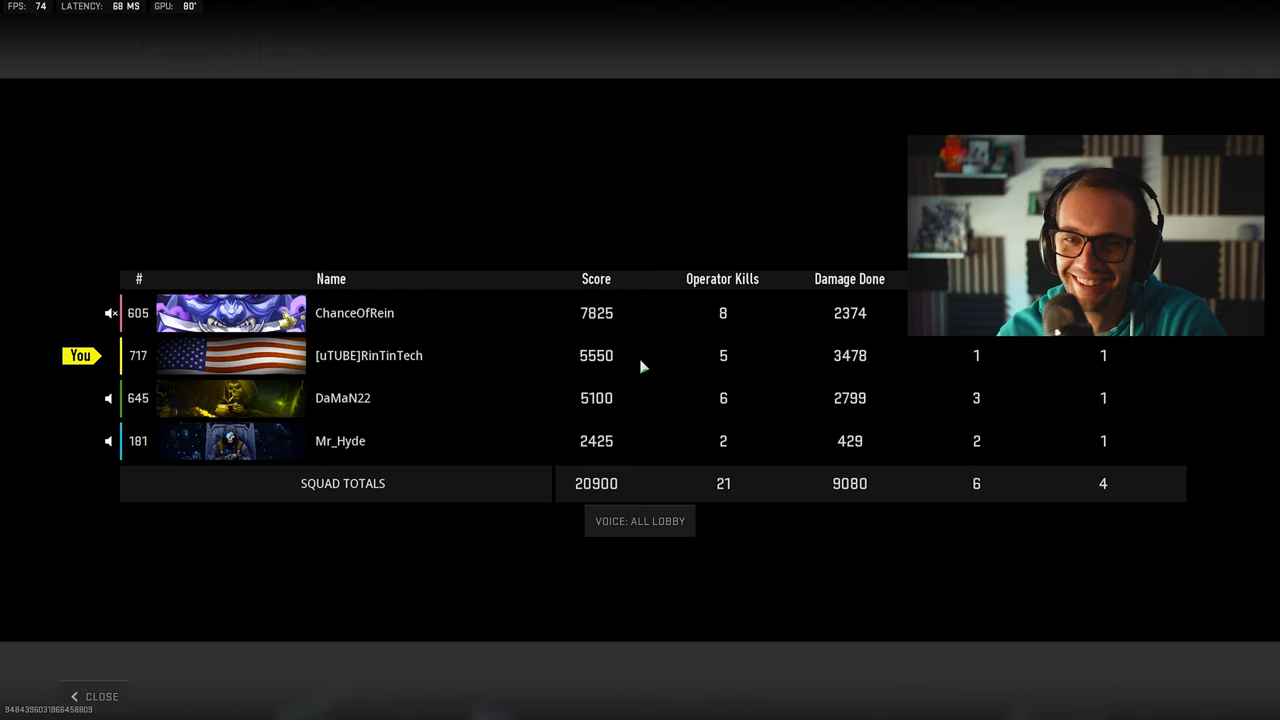 FPS: 74 LATENCY: 68 MS GPU: 80°
# Name Score Operator Kills Damage Done
605 ChanceOfRein 7825 8 2374
You 717 [uTUBE]RinTinTech 5550 5 3478 1 1
645 DaMaN22 5100 6 2799 3 1
181 Mr_Hyde 2425 2 429 2 1
SQUAD TOTALS 20900 21 9080 6 4
VOICE: ALL LOBBY
CLOSE
9484396031866458809